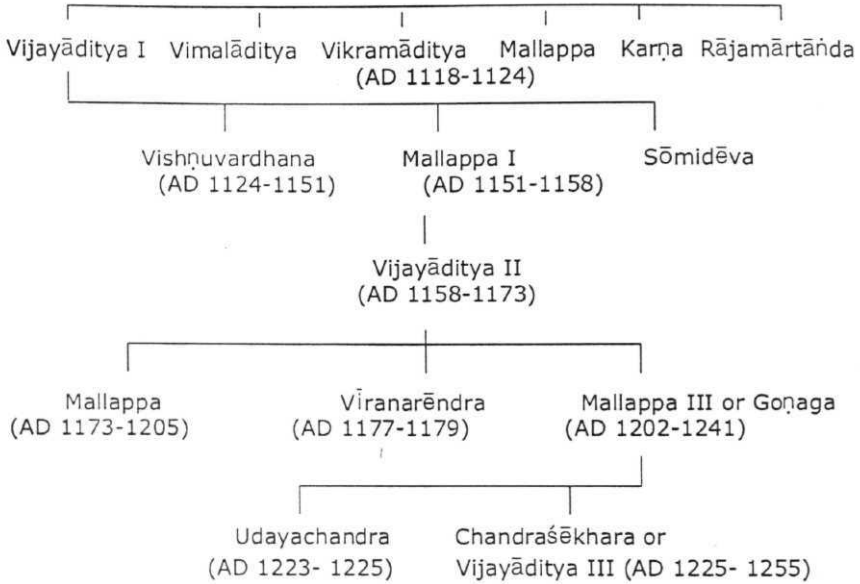 Vijayāditya I Vimalāditya Vikramāditya Mallappa Karṇa Rājamārtāṅda
(AD 1118-1124)
Vishṇuvardhana Mallappa I Sōmidēva
(AD 1124-1151) (AD 1151-1158)
Vijayāditya II
(AD 1158-1173)
Mallappa Vīranarēndra Mallappa III or Goṇaga
(AD 1173-1205) (AD 1177-1179) (AD 1202-1241)
Udayachandra Chandraśēkhara or
(AD 1223- 1225) Vijayāditya III (AD 1225- 1255)